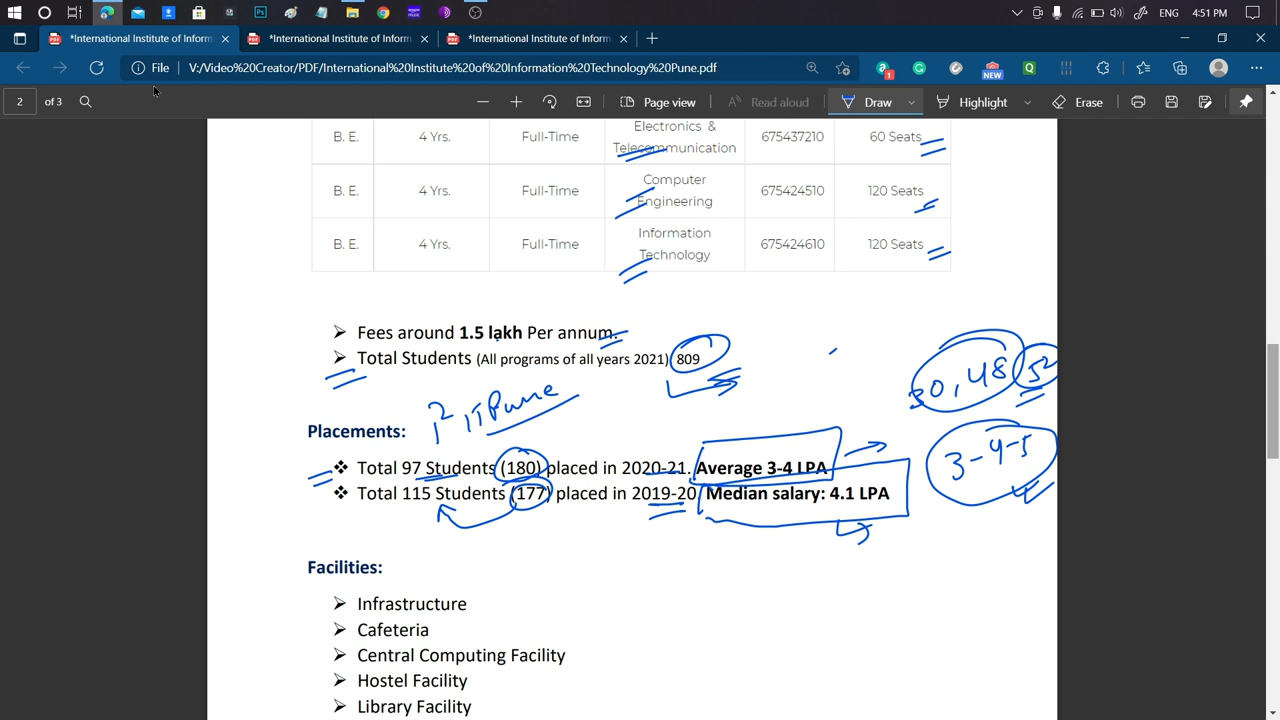 ENG 4:51 PM
*International Institute of Inform.
*International Institute of Inform.
*International Institute of Inform.
File V:/Video%20Creator/PDF/International%20Institute%20of%20Information%20Technology%20Pune.pdf
1
NEW
2 of 3 Page view Read aloud Draw Highlight Erase
B. E. 4 Yrs. Full-Time Electronics & Telecommunication 675437210 60 Seats
B. E. 4 Yrs. Full-Time Computer Engineering 675424510 120 Seats
B. E. 4 Yrs. Full-Time Information Technology 675424610 120 Seats
Fees around 1.5 lakh Per annum.
Total Students (All programs of all years 2021) 809
30,48 52
I²IT Pune
Placements:
Total 97 Students (180) placed in 2020-21. Average 3-4 LPA
3-4-5
Total 115 Students (177) placed in 2019-20 Median salary: 4.1 LPA
Facilities:
Infrastructure
Cafeteria
Central Computing Facility
Hostel Facility
Library Facility